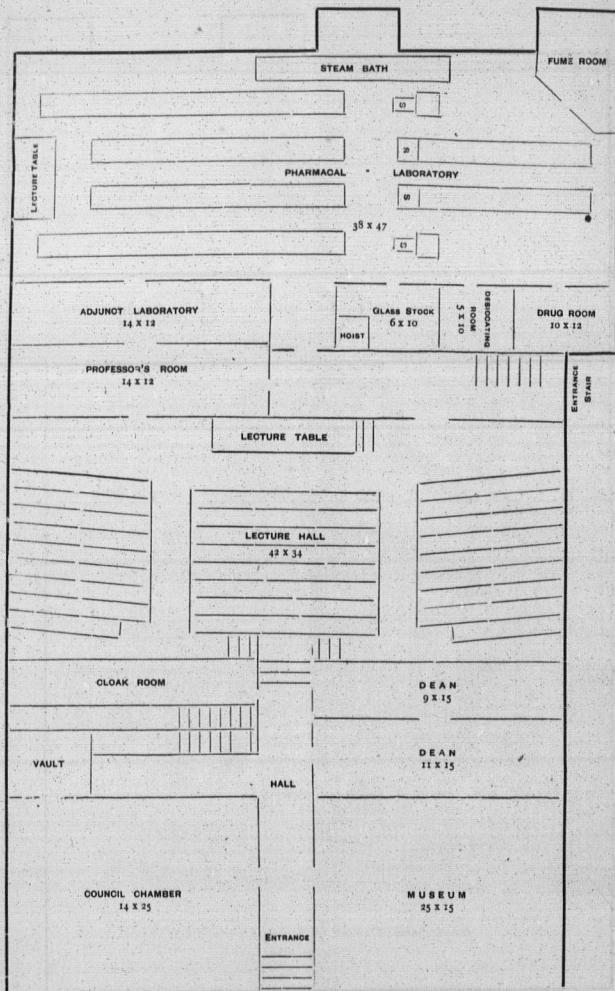 STEAM BATH
FUME ROOM
S
LECTURE TABLE
S
PHARMACAL LABORATORY
S
38 X 47
S
ADJUNOT LABORATORY
14 X 12
GLASS STOCK
6 X 10
HOIST
DESIOCATING
ROOM
5 X 10
DRUG ROOM
10 X 12
PROFESSOR'S ROOM
14 X 12
ENTRANCE
STAIR
LECTURE TABLE
LECTURE HALL
42 X 34
CLOAK ROOM
DEAN
9 X 15
VAULT
DEAN
11 X 15
HALL
COUNCIL CHAMBER
14 X 25
MUSEUM
25 X 15
ENTRANCE